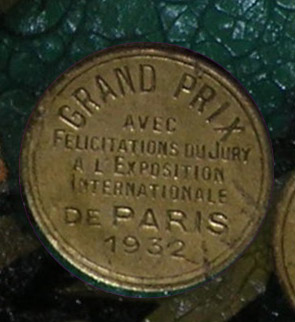 GRAND PRIX
AVEC
FELICITATIONS DU JURY
A L'EXPOSITION
INTERNATIONALE
DE PARIS
1932